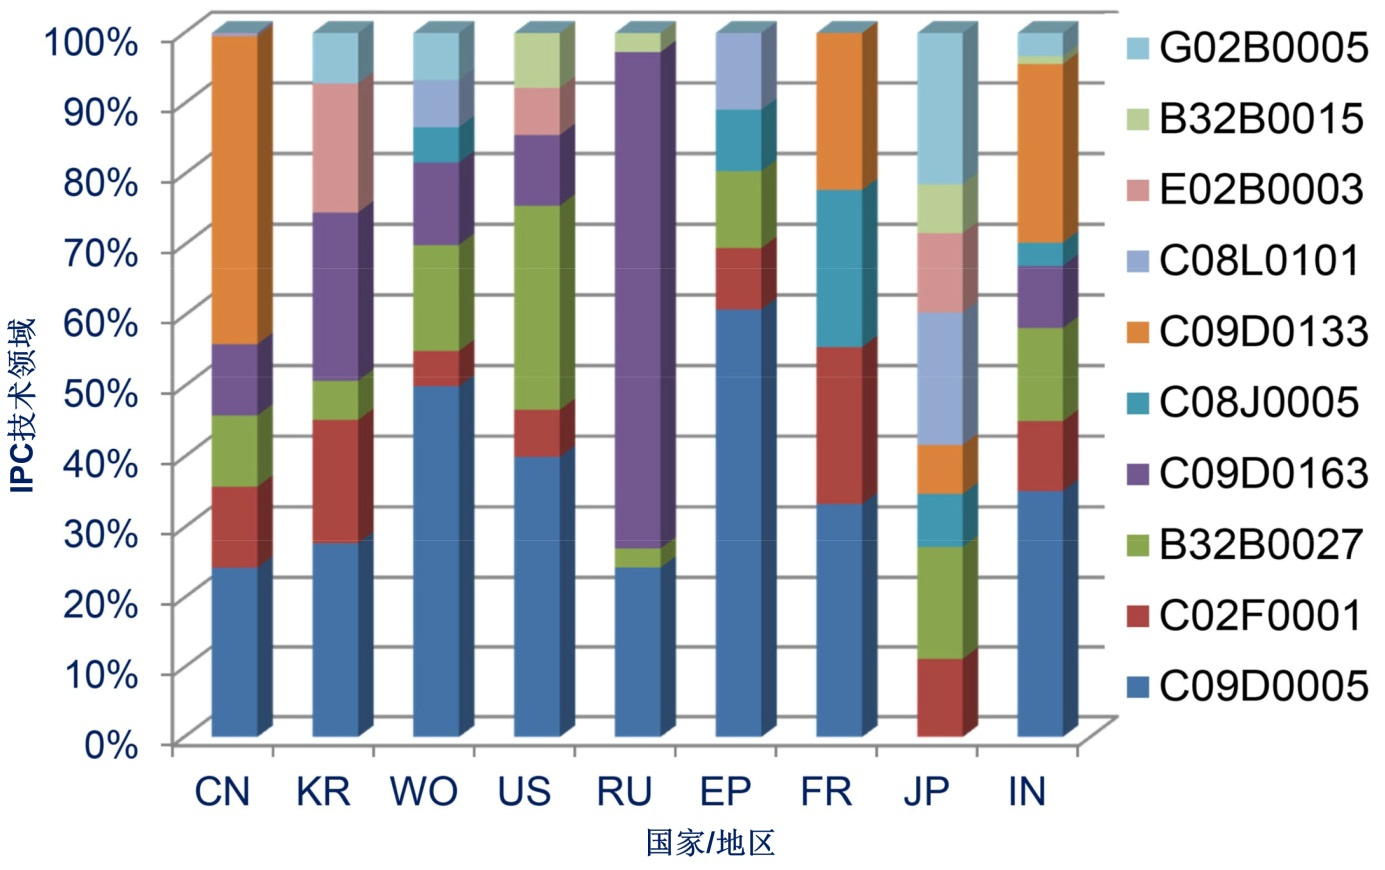 100%
90%
80%
70%
60%
50%
40%
30%
20%
10%
0%
IPC技术领域
CN KR WO US RU EP FR JP IN
国家/地区
G02B0005
B32B0015
E02B0003
C08L0101
C09D0133
C08J0005
C09D0163
B32B0027
C02F0001
C09D0005